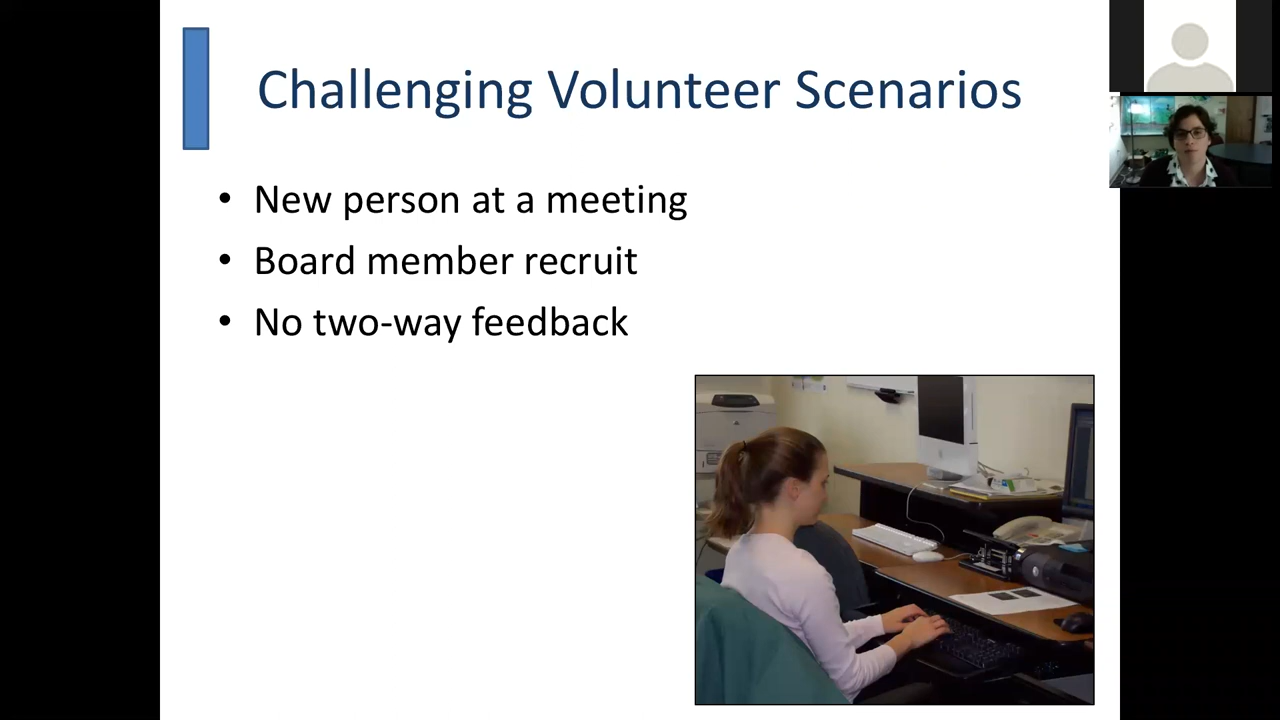 Challenging Volunteer Scenarios
• New person at a meeting
• Board member recruit
• No two-way feedback